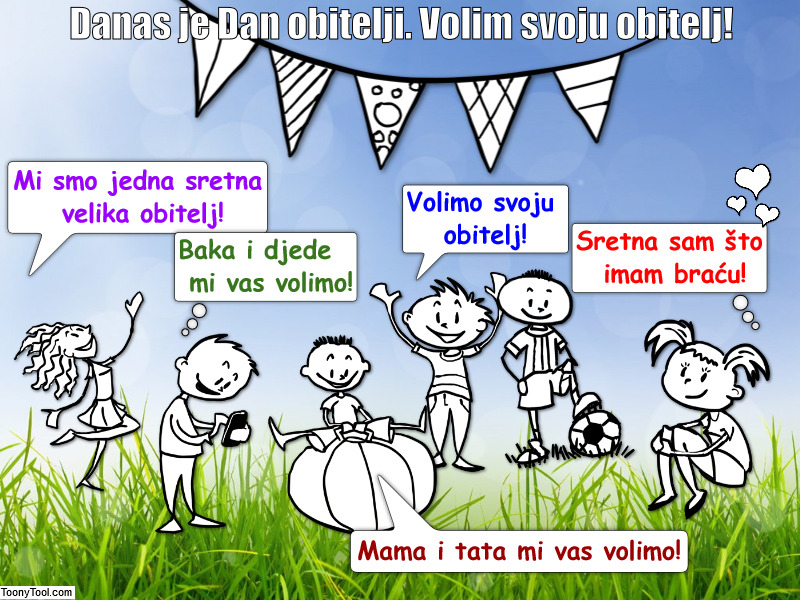 Danas je Dan obitelji. Volim svoju obitelj!
Mi smo jedna sretna
velika obitelj!
Baka i djede
mi vas volimo!
Volimo svoju
obitelj!
Sretna sam što
imam braću!
Mama i tata mi vas volimo!
ToonyTool.com